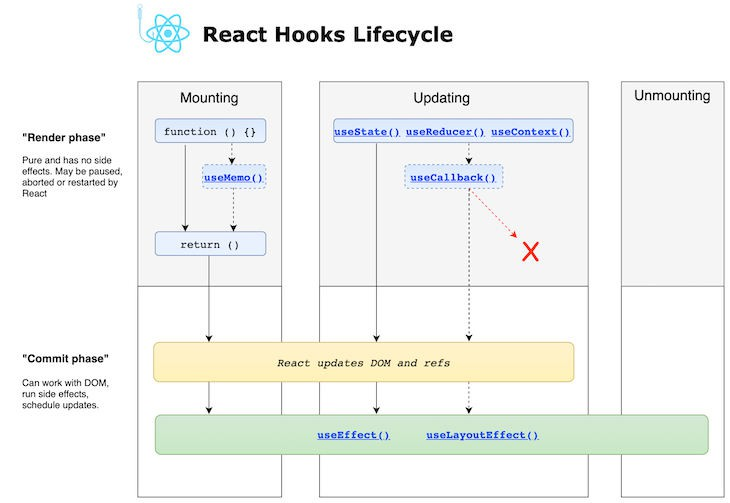 React Hooks Lifecycle
Mounting
Updating
Unmounting
"Render phase"
Pure and has no side
effects. May be paused,
aborted or restarted by
React
function () {}
useMemo()
return ()
useState() useReducer() useContext()
useCallback()
"Commit phase"
Can work with DOM,
run side effects,
schedule updates.
React updates DOM and refs
useEffect() useLayoutEffect()